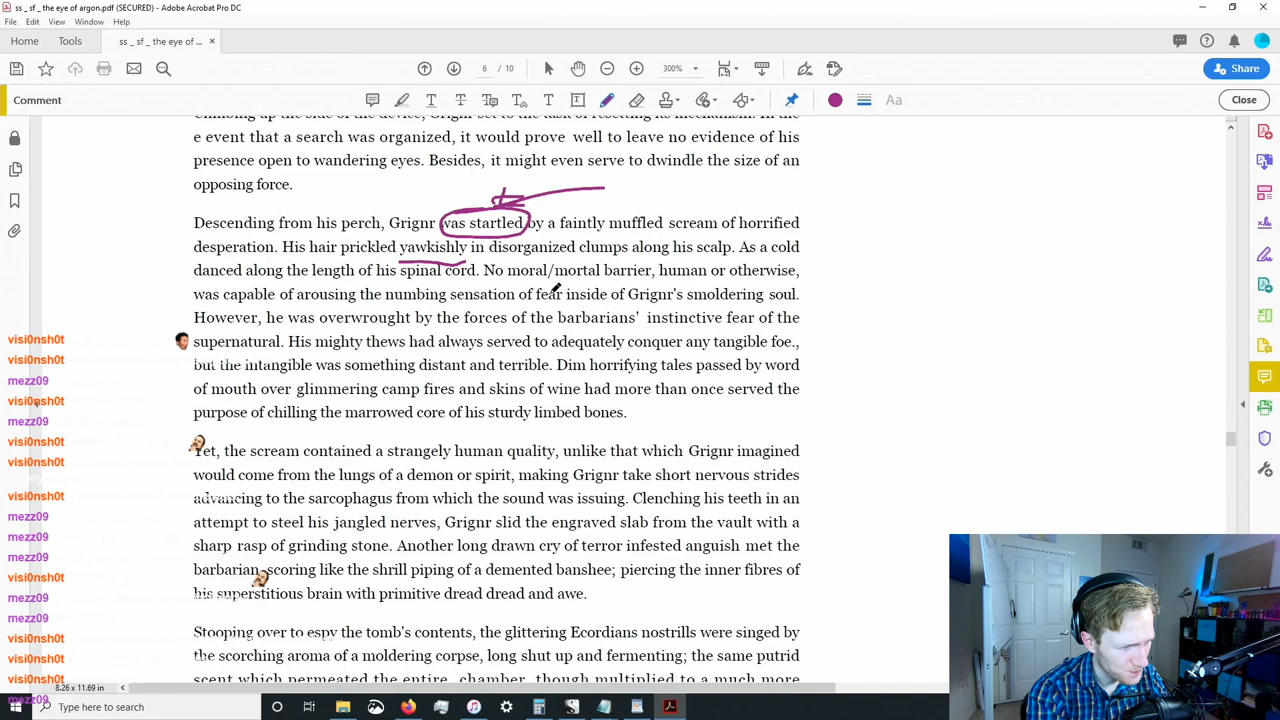 ss _ sf _ the eye of argon.pdf (SECURED) - Adobe Acrobat Pro DC
File Edit View Window Help
Home Tools ss _ sf _ the eye of ... ×
6 / 10 300% Share
Comment Aa Close
e event that a search was organized, it would prove well to leave no evidence of his
presence open to wandering eyes. Besides, it might even serve to dwindle the size of an
opposing force.
Descending from his perch, Grignr was startled by a faintly muffled scream of horrified
desperation. His hair prickled yawkishly in disorganized clumps along his scalp. As a cold
danced along the length of his spinal cord. No moral/mortal barrier, human or otherwise,
was capable of arousing the numbing sensation of fear inside of Grignr's smoldering soul.
However, he was overwrought by the forces of the barbarians' instinctive fear of the
visi0nsh0t
supernatural. His mighty thews had always served to adequately conquer any tangible foe.,
visi0nsh0t
but the intangible was something distant and terrible. Dim horrifying tales passed by word
mezz09
of mouth over glimmering camp fires and skins of wine had more than once served the
visi0nsh0t
purpose of chilling the marrowed core of his sturdy limbed bones.
mezz09
visi0nsh0t
Yet, the scream contained a strangely human quality, unlike that which Grignr imagined
visi0nsh0t
would come from the lungs of a demon or spirit, making Grignr take short nervous strides
visi0nsh0t
advancing to the sarcophagus from which the sound was issuing. Clenching his teeth in an
mezz09
attempt to steel his jangled nerves, Grignr slid the engraved slab from the vault with a
mezz09
sharp rasp of grinding stone. Another long drawn cry of terror infested anguish met the
mezz09
barbarian, scoring like the shrill piping of a demented banshee; piercing the inner fibres of
visi0nsh0t
his superstitious brain with primitive dread dread and awe.
mezz09
mezz09
Stooping over to espy the tomb's contents, the glittering Ecordians nostrills were singed by
visi0nsh0t
the scorching aroma of a moldering corpse, long shut up and fermenting; the same putrid
visi0nsh0t
scent which permeated the entire chamber, though multiplied to a much more
visi0nsh0t
8.26 x 11.69 in
mezz09
Type here to search